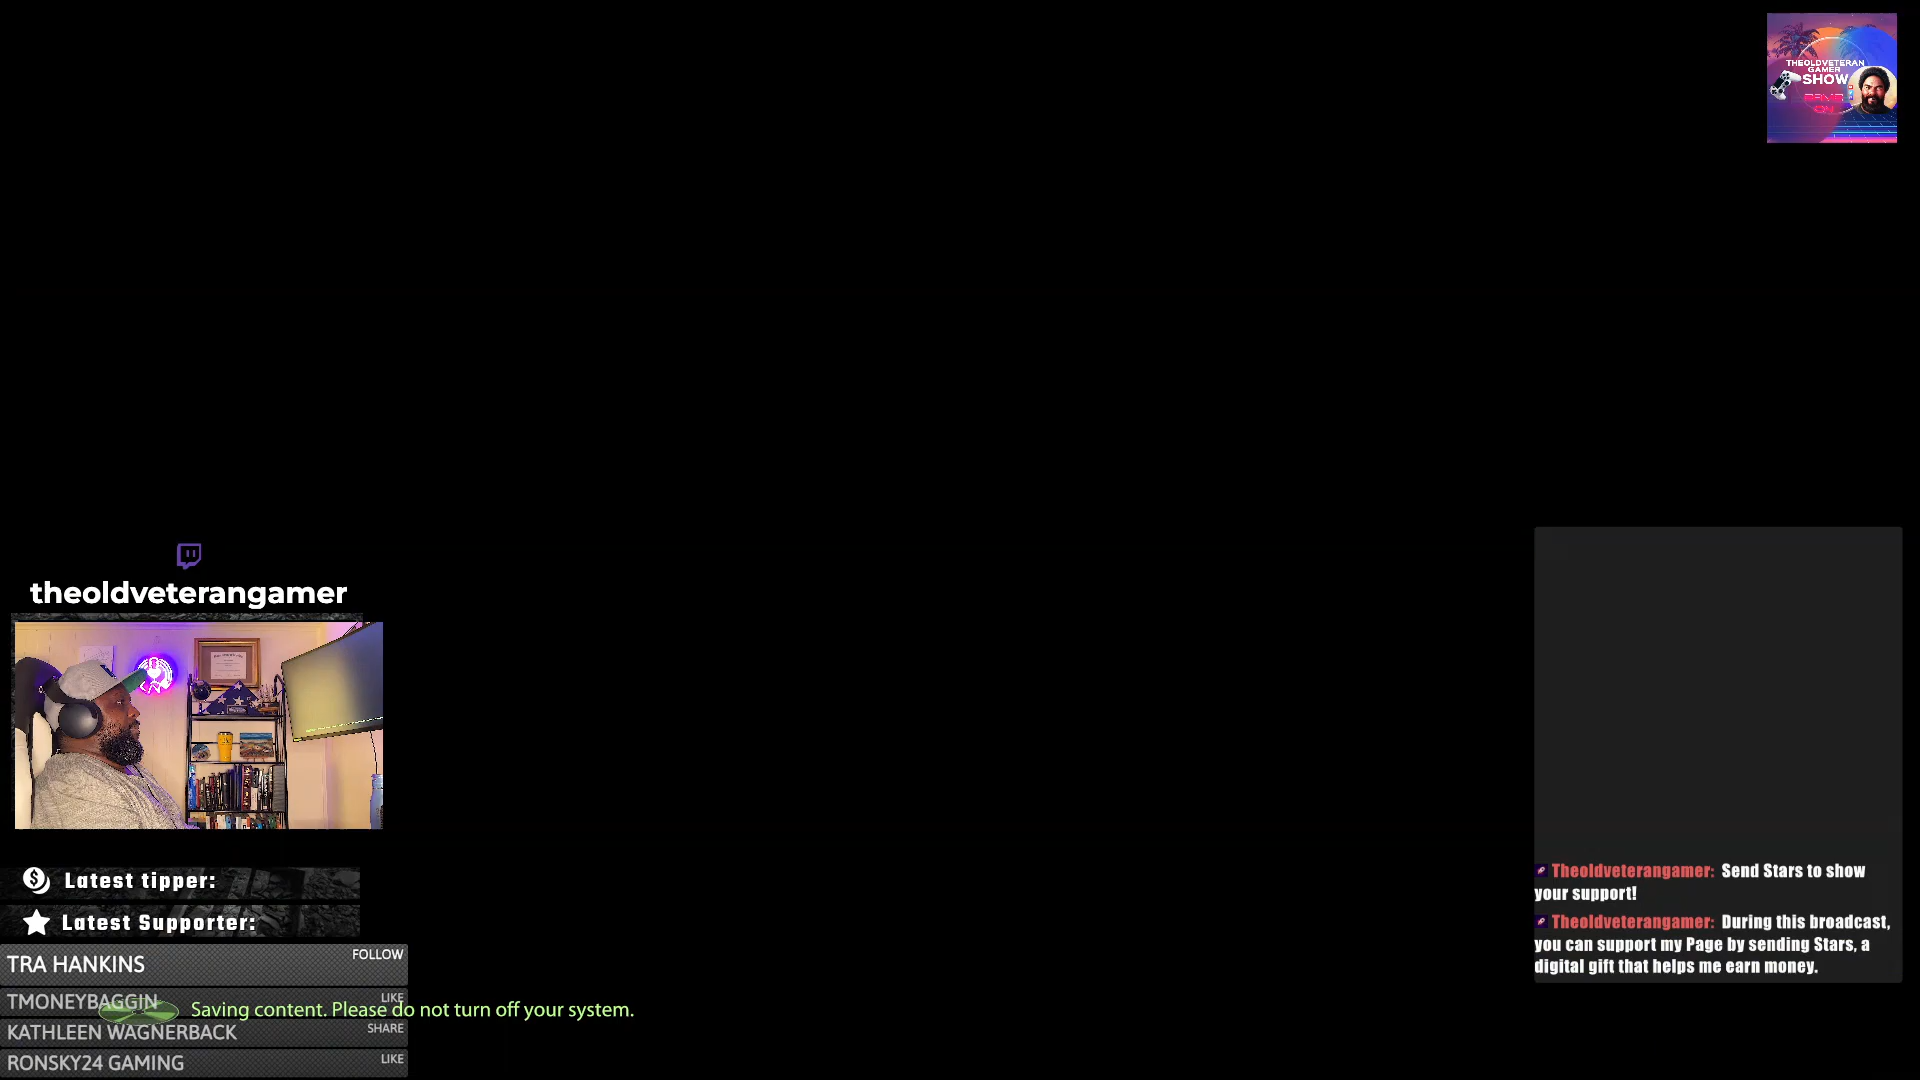 THEOLDVETERAN
GAMER
SHOW
GAME
ON
theoldveterangamer
Latest tipper:
Latest Supporter:
TRA HANKINS FOLLOW
TMONEYBAGGIN LIKE
Saving content. Please do not turn off your system.
KATHLEEN WAGNERBACK SHARE
RONSKY24 GAMING LIKE
Theoldveterangamer: Send Stars to show
your support!
Theoldveterangamer: During this broadcast,
you can support my Page by sending Stars, a
digital gift that helps me earn money.